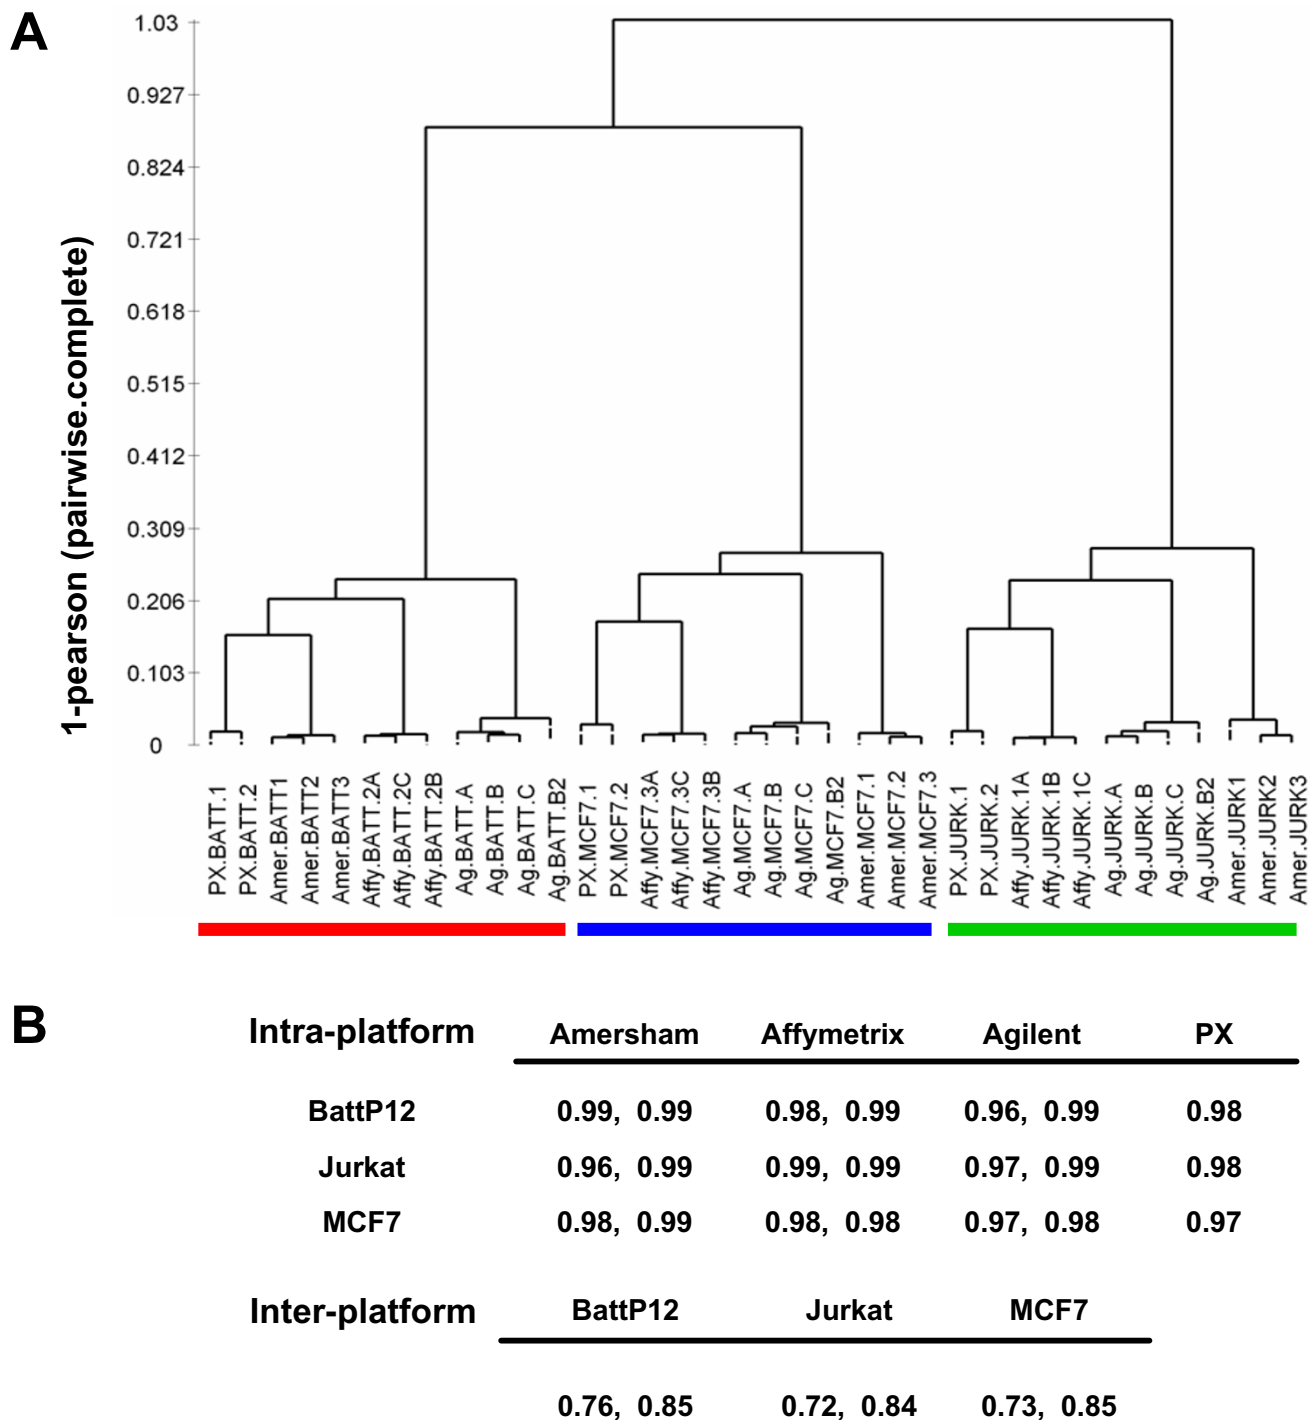 A
1-pearson (pairwise.complete)
1.03
0.927
0.824
0.721
0.618
0.515
0.412
0.309
0.206
0.103
0
PX.BATT.1
PX.BATT.2
Amer.BATT1
Amer.BATT2
Amer.BATT3
Affy.BATT.2A
Affy.BATT.2C
Affy.BATT.2B
Ag.BATT.A
Ag.BATT.B
Ag.BATT.C
Ag.BATT.B2
PX.MCF7.1
PX.MCF7.2
Affy.MCF7.3A
Affy.MCF7.3C
Affy.MCF7.3B
Ag.MCF7.A
Ag.MCF7.B
Ag.MCF7.C
Ag.MCF7.B2
Amer.MCF7.1
Amer.MCF7.2
Amer.MCF7.3
PX.JURK.1
PX.JURK.2
Affy.JURK.1A
Affy.JURK.1B
Affy.JURK.1C
Ag.JURK.A
Ag.JURK.B
Ag.JURK.C
Ag.JURK.B2
Amer.JURK1
Amer.JURK2
Amer.JURK3
B
Intra-platform Amersham Affymetrix Agilent PX
BattP12 0.99, 0.99 0.98, 0.99 0.96, 0.99 0.98
Jurkat 0.96, 0.99 0.99, 0.99 0.97, 0.99 0.98
MCF7 0.98, 0.99 0.98, 0.98 0.97, 0.98 0.97
Inter-platform BattP12 Jurkat MCF7
0.76, 0.85 0.72, 0.84 0.73, 0.85